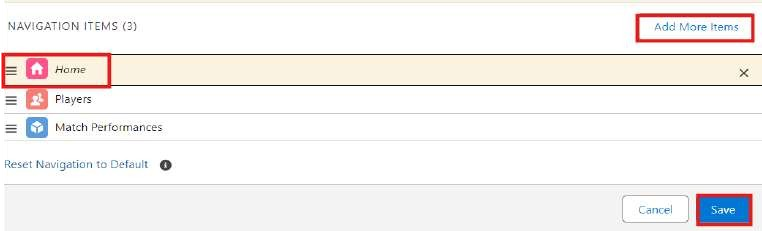 NAVIGATION ITEMS (3)
Add More Items
Home
Players
Match Performances
Reset Navigation to Default
Cancel
Save